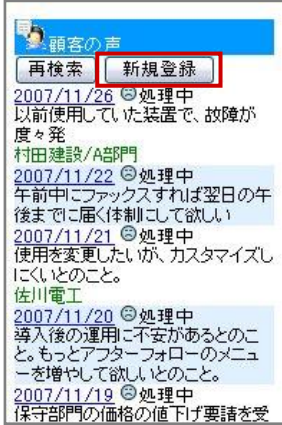 顧客の声
再検索 新規登録
2007/11/26 処理中
以前使用していた装置で、故障が
度々発
村田建設/A部門
2007/11/22 処理中
午前中にファックスすれば翌日の午
後までに届く体制にして欲しい
2007/11/21 処理中
使用を変更したいが、カスタマイズし
にくいとのこと。
佐川電工
2007/11/20 処理中
導入後の運用に不安があるとのこ
と。もっとアフターフォローのメニュ
ーを増やして欲しいとのこと。
2007/11/19 処理中
保守部門の価格の値下げ要請を受